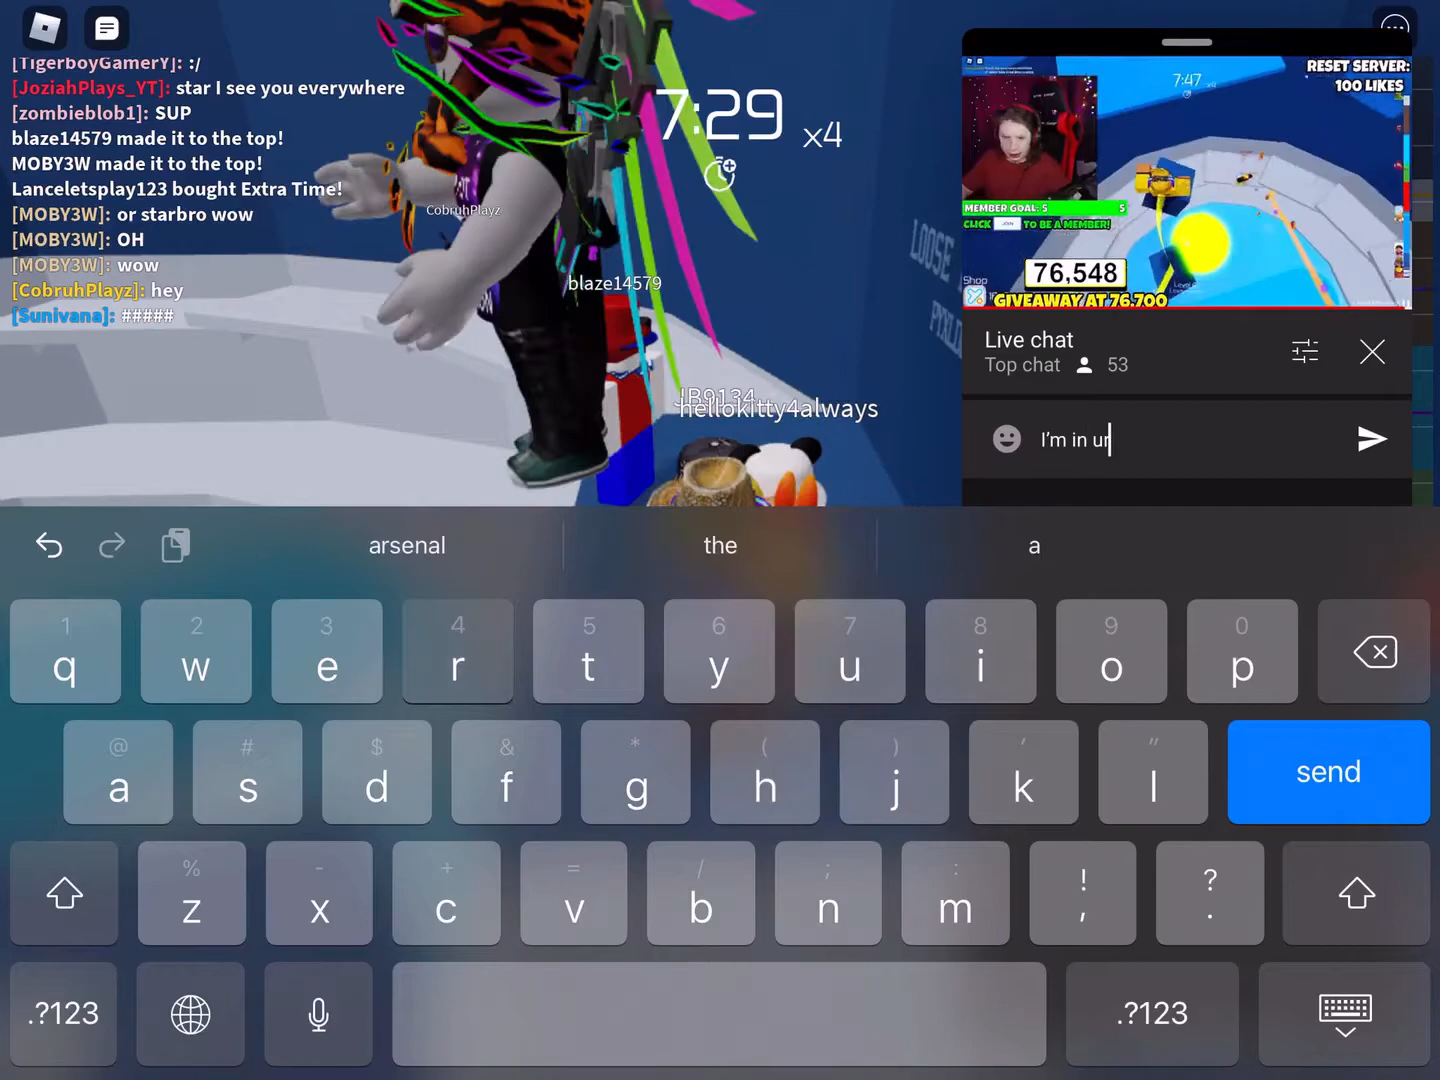 [TigerboyGamerY]: :/
[JoziahPlays_YT]: star I see you everywhere
[zombieblob1]: SUP
blaze14579 made it to the top!
MOBY3W made it to the top!
Lanceletsplay123 bought Extra Time!
[MOBY3W]: or starbro wow
[MOBY3W]: OH
[MOBY3W]: wow
[CobruhPlayz]: hey
[Sunivana]: #####
7:29 x4
CobruhPlayz
blaze14579
hellokitty4always
LOOSE
RESET SERVER:
100 LIKES
7:47 x4
MEMBER GOAL: 5 5
CLICK JOIN TO BE A MEMBER!
76,548
Shop
GIVEAWAY AT 76,700
Live chat
Top chat 53
I'm in ur
arsenal the a
1 2 3 4 5 6 7 8 9 0
q w e r t y u i o p
@ # $ & * ( ) ' "
a s d f g h j k l send
% - + = / ; : ! ?
z x c v b n m , .
.?123 .?123